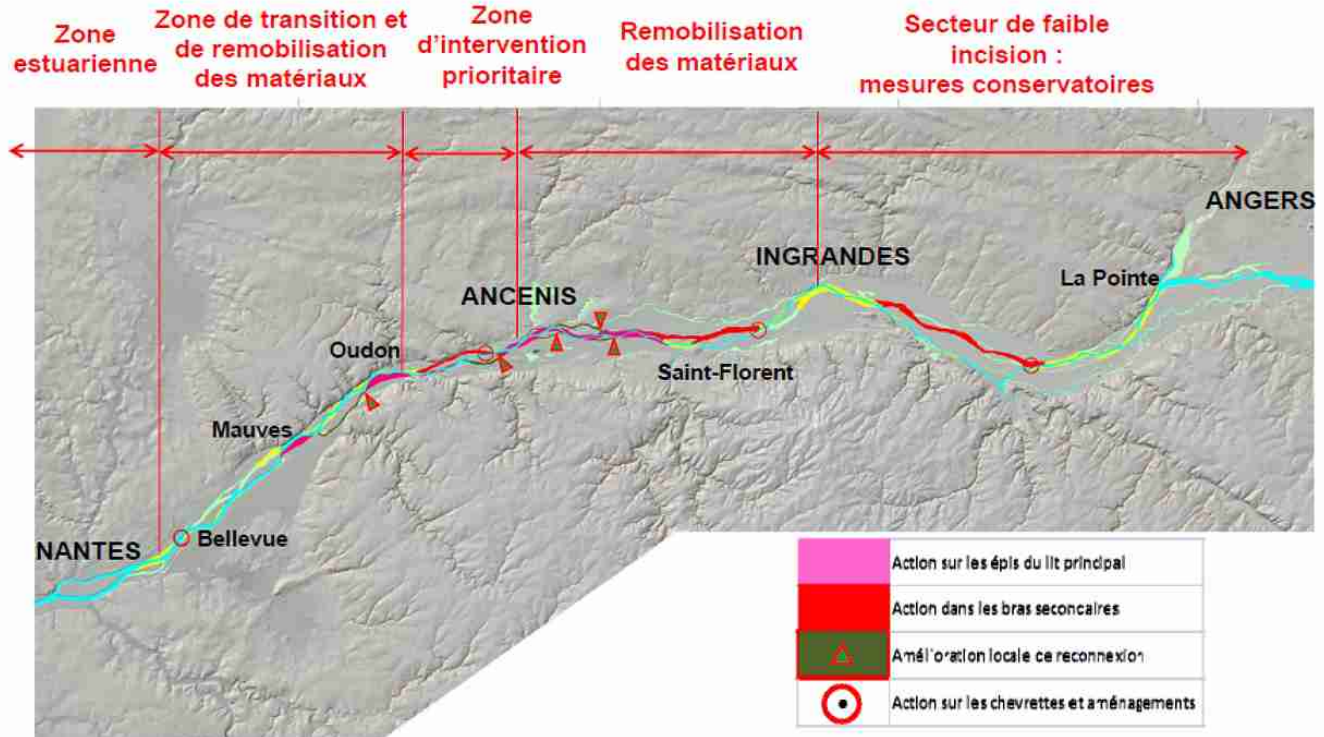 Zone
estuarienne
Zone de transition et
de remobilisation
des matériaux
Zone
d'intervention
prioritaire
Remobilisation
des matériaux
Secteur de faible
incision :
mesures conservatoires
ANGERS
La Pointe
INGRANDES
ANCENIS
Oudon
Saint-Florent
Mauves
Bellevue
NANTES
Action sur les épis du lit principal
Action dans les bras seconcaires
Amélioration locale ce reconnexion
Action sur les chevrettes et aménagements